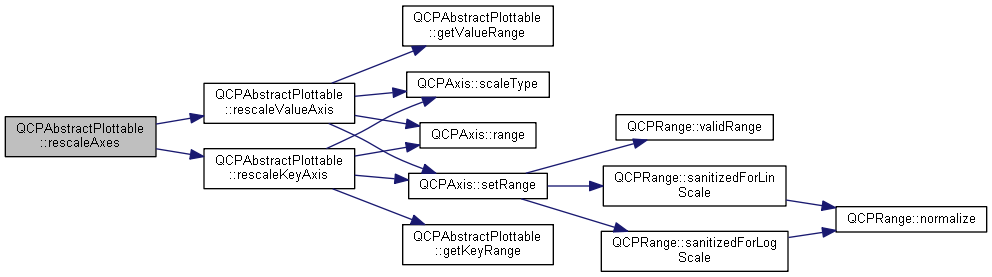 QCPAbstractPlottable
::rescaleAxes
QCPAbstractPlottable
::rescaleValueAxis
QCPAbstractPlottable
::rescaleKeyAxis
QCPAbstractPlottable
::getValueRange
QCPAxis::scaleType
QCPAxis::range
QCPAxis::setRange
QCPAbstractPlottable
::getKeyRange
QCPRange::validRange
QCPRange::sanitizedForLin
Scale
QCPRange::sanitizedForLog
Scale
QCPRange::normalize